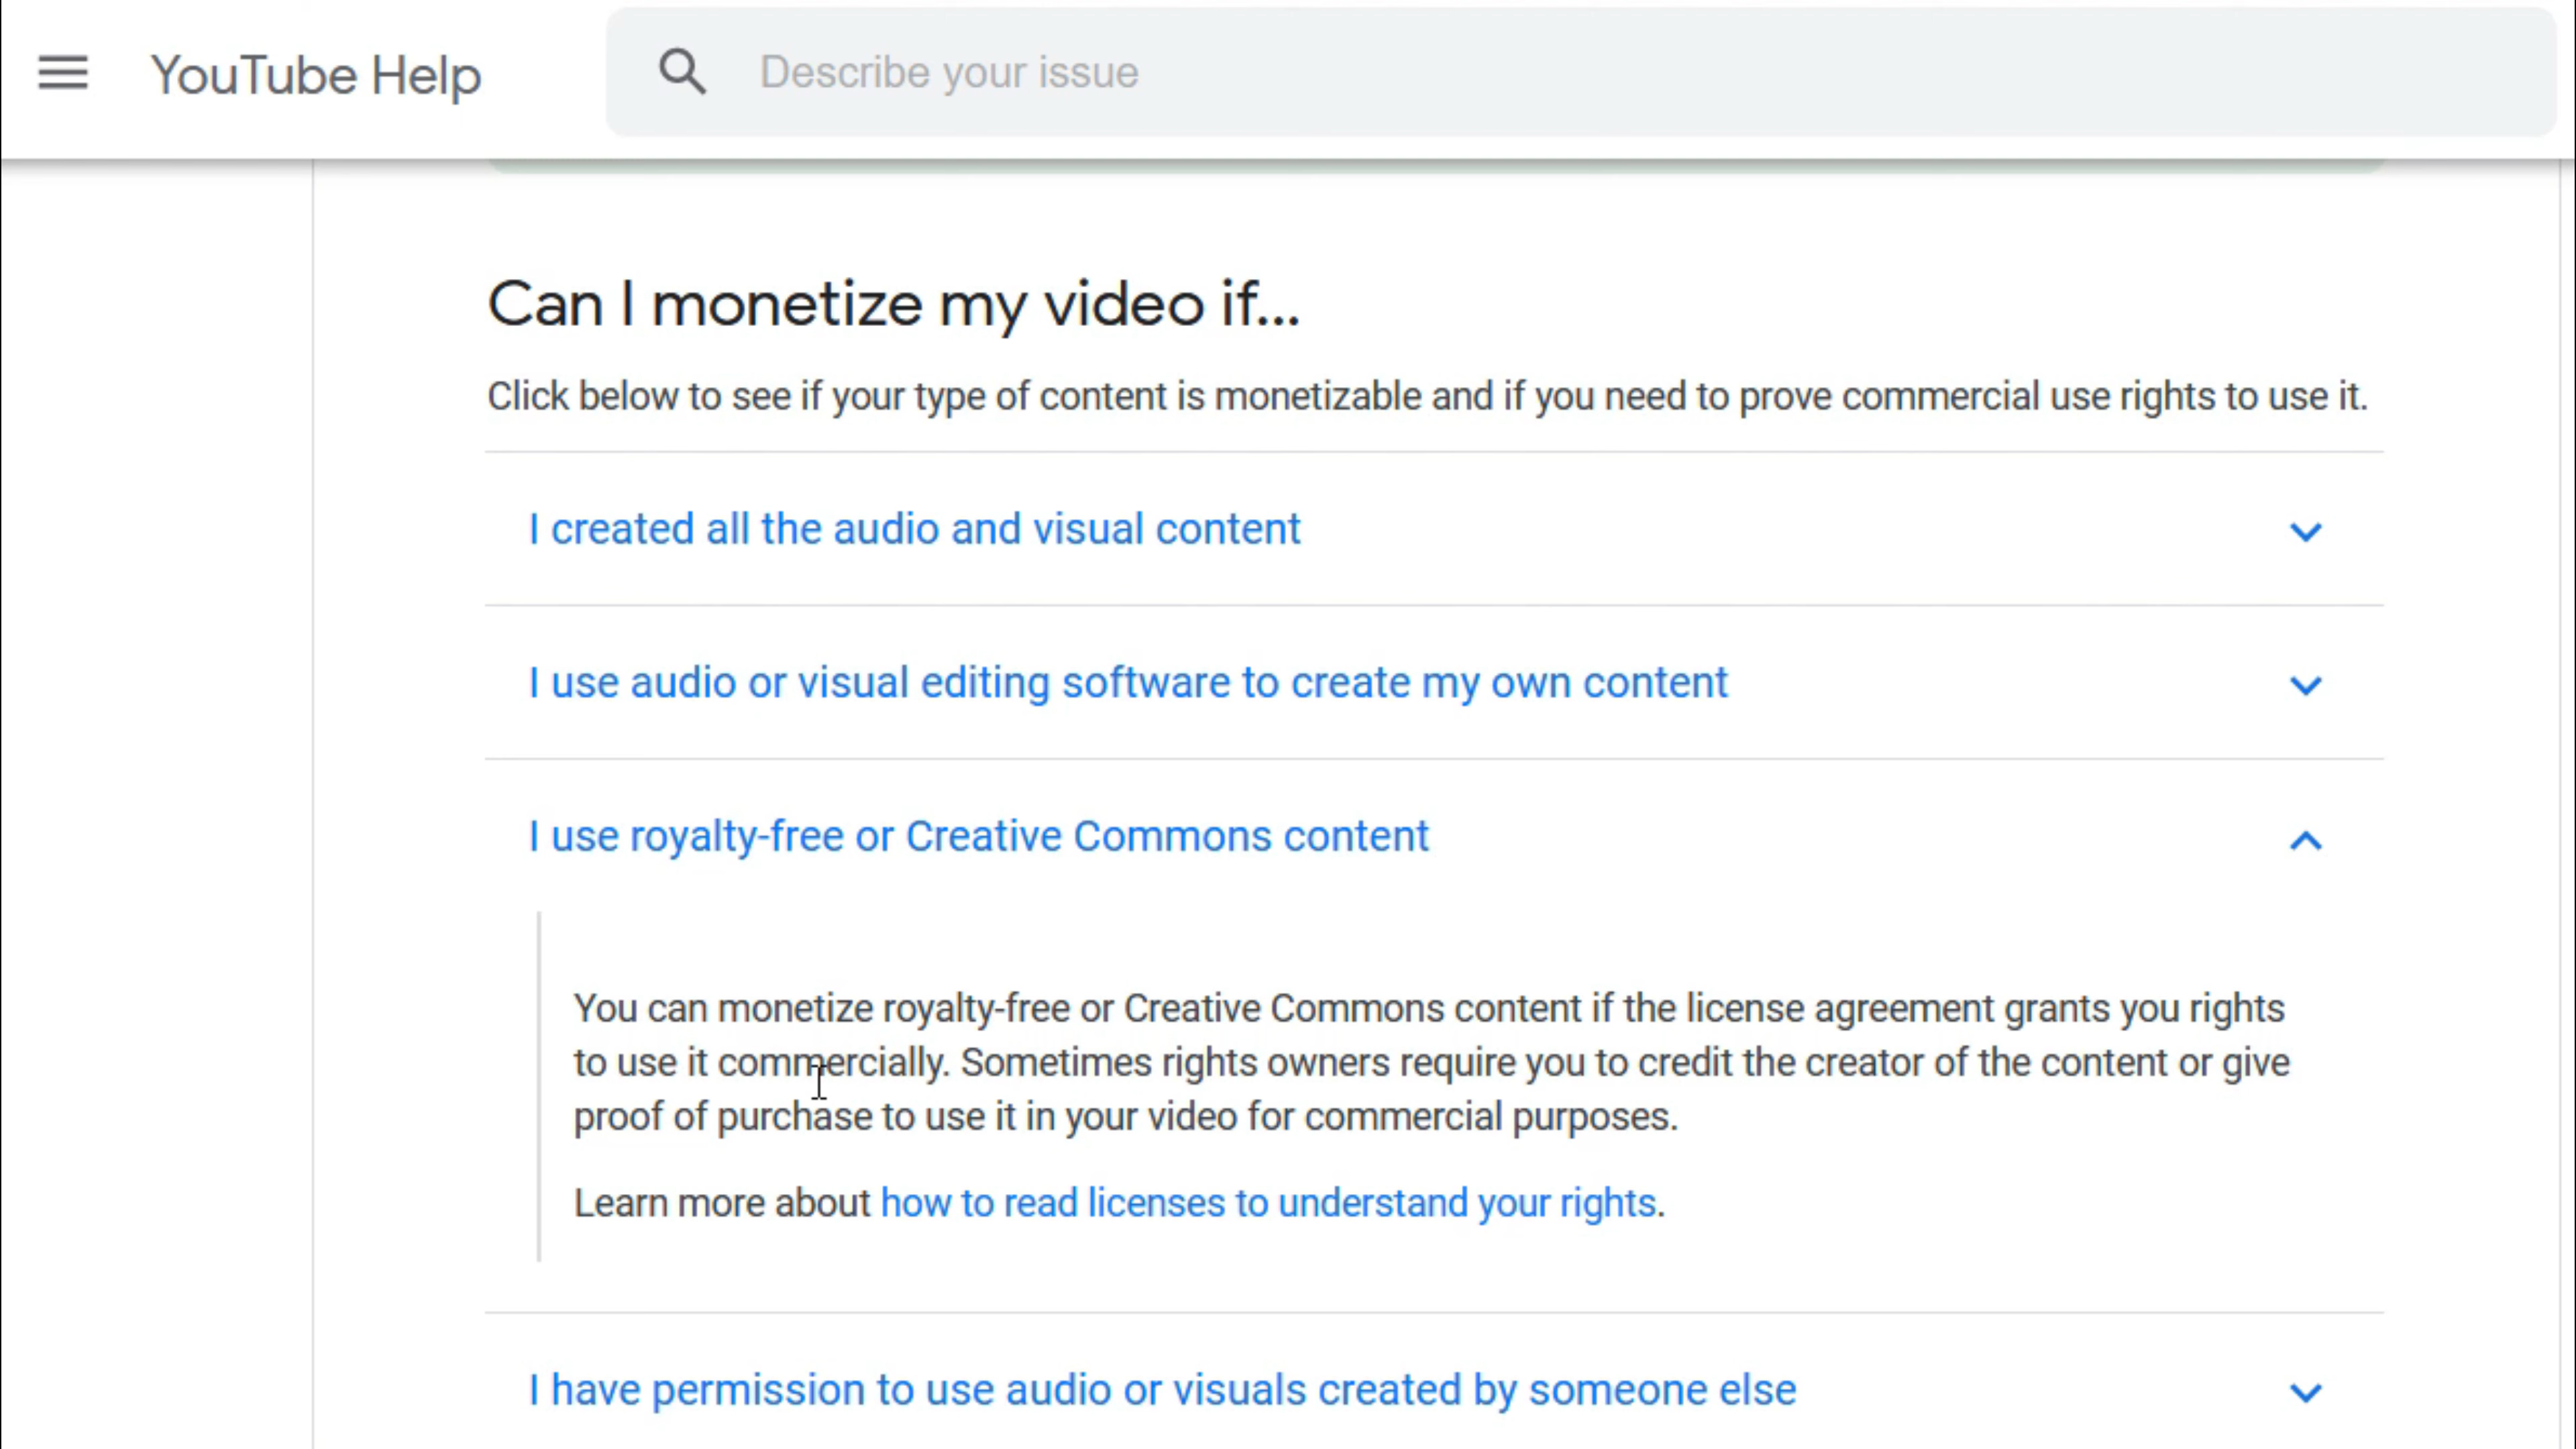 YouTube Help
Describe your issue
Can I monetize my video if...
Click below to see if your type of content is monetizable and if you need to prove commercial use rights to use it.
I created all the audio and visual content
I use audio or visual editing software to create my own content
I use royalty-free or Creative Commons content
You can monetize royalty-free or Creative Commons content if the license agreement grants you rights
to use it commercially. Sometimes rights owners require you to credit the creator of the content or give
proof of purchase to use it in your video for commercial purposes.
Learn more about how to read licenses to understand your rights.
I have permission to use audio or visuals created by someone else